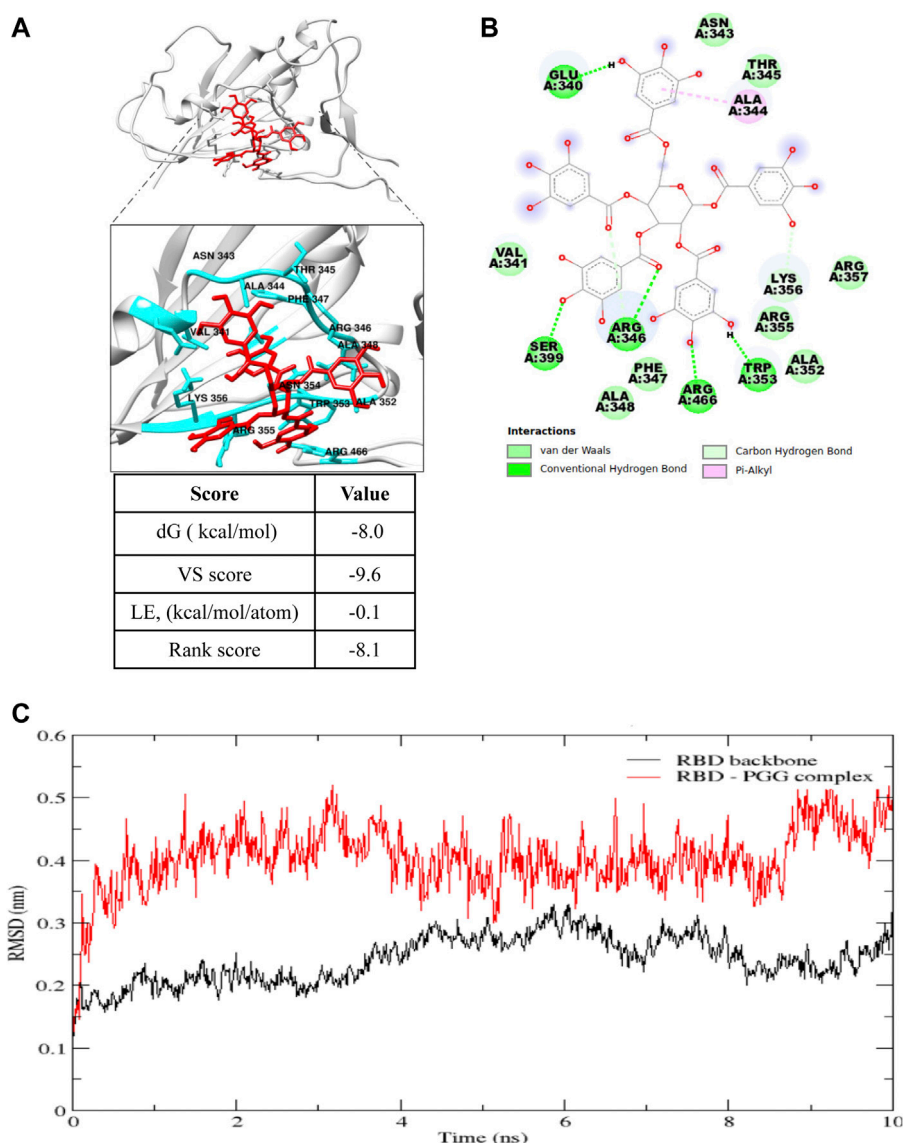 A
ASN 343
THR 345
ALA 344
PHE 347
ARG 346
VAL 341
ALA 348
ASN 354
LYS 356
TRP 353
ALA 352
ARG 355
ARG 466
Score Value
dG ( kcal/mol) -8.0
VS score -9.6
LE, (kcal/mol/atom) -0.1
Rank score -8.1
B
ASN
A:343
GLU
A:340
H
THR
A:345
ALA
A:344
VAL
A:341
LYS
A:356
ARG
A:357
ARG
A:355
SER
A:399
ARG
A:346
H
PHE
A:347
TRP
A:353
ALA
A:352
ALA
A:348
ARG
A:466
Interactions
van der Waals
Conventional Hydrogen Bond
Carbon Hydrogen Bond
Pi-Alkyl
C
RBD backbone
RBD - PGG complex
RMSD (nm)
0.6
0.5
0.4
0.3
0.2
0.1
0
0 2 4 6 8 10
Time (ns)